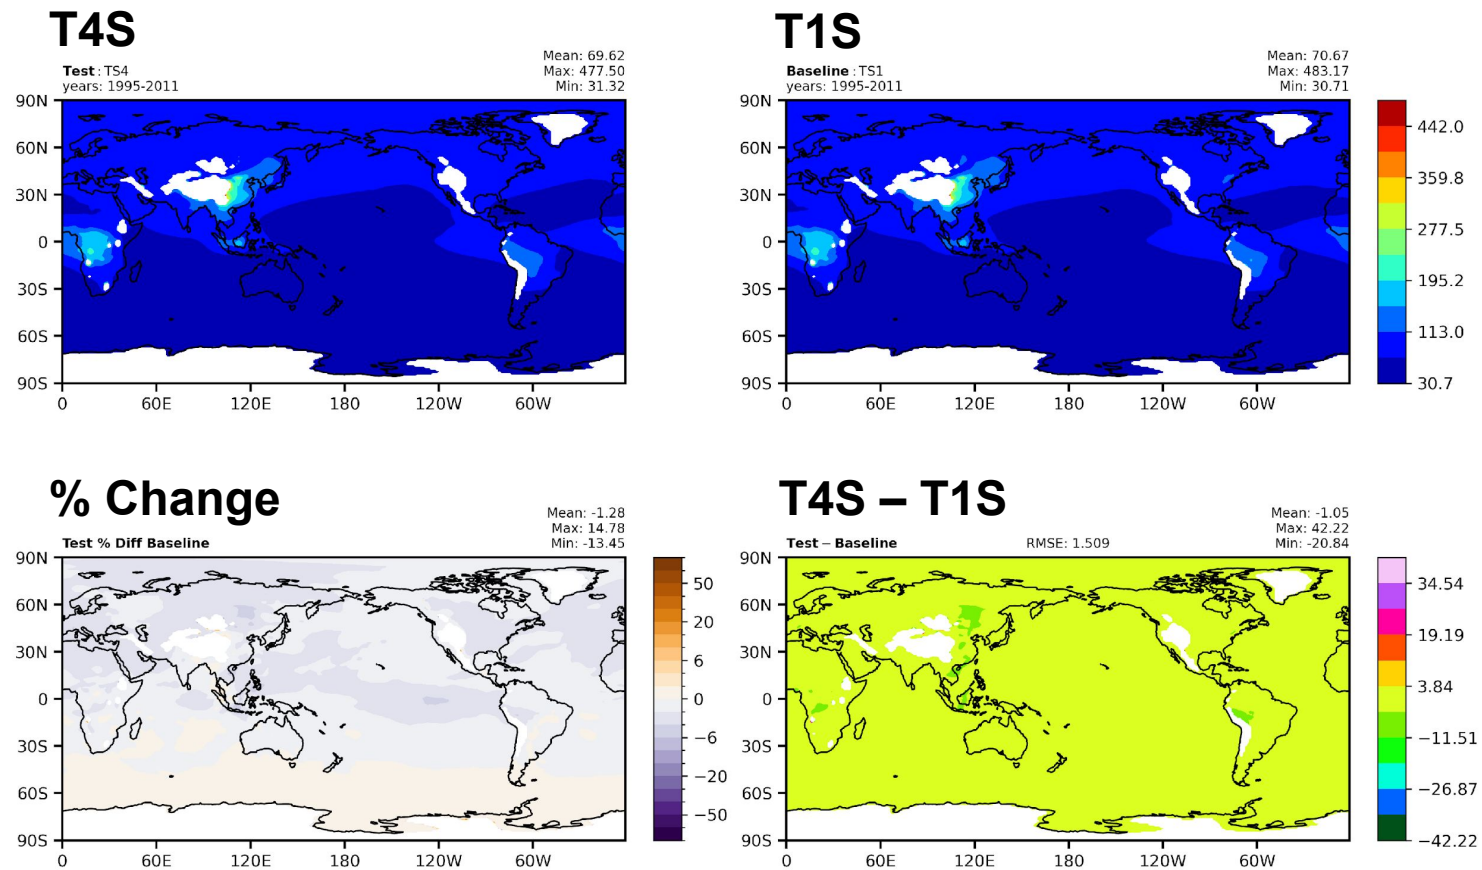 T4S
Mean: 69.62
Max: 477.50
Min: 31.32
Test : TS4
years: 1995-2011
90N
60N
30N
0
30S
60S
90S
0
60E
120E
180
120W
60W
T1S
Mean: 70.67
Max: 483.17
Min: 30.71
Baseline : TS1
years: 1995-2011
90N
60N
30N
0
30S
60S
90S
0
60E
120E
180
120W
60W
442.0
359.8
277.5
195.2
113.0
30.7
% Change
Mean: -1.28
Max: 14.78
Min: -13.45
Test % Diff Baseline
90N
60N
30N
0
30S
60S
90S
0
60E
120E
180
120W
60W
50
20
6
0
−6
−20
−50
T4S – T1S
Mean: -1.05
Max: 42.22
Min: -20.84
Test − Baseline
RMSE: 1.509
90N
60N
30N
0
30S
60S
90S
0
60E
120E
180
120W
60W
34.54
19.19
3.84
−11.51
−26.87
−42.22